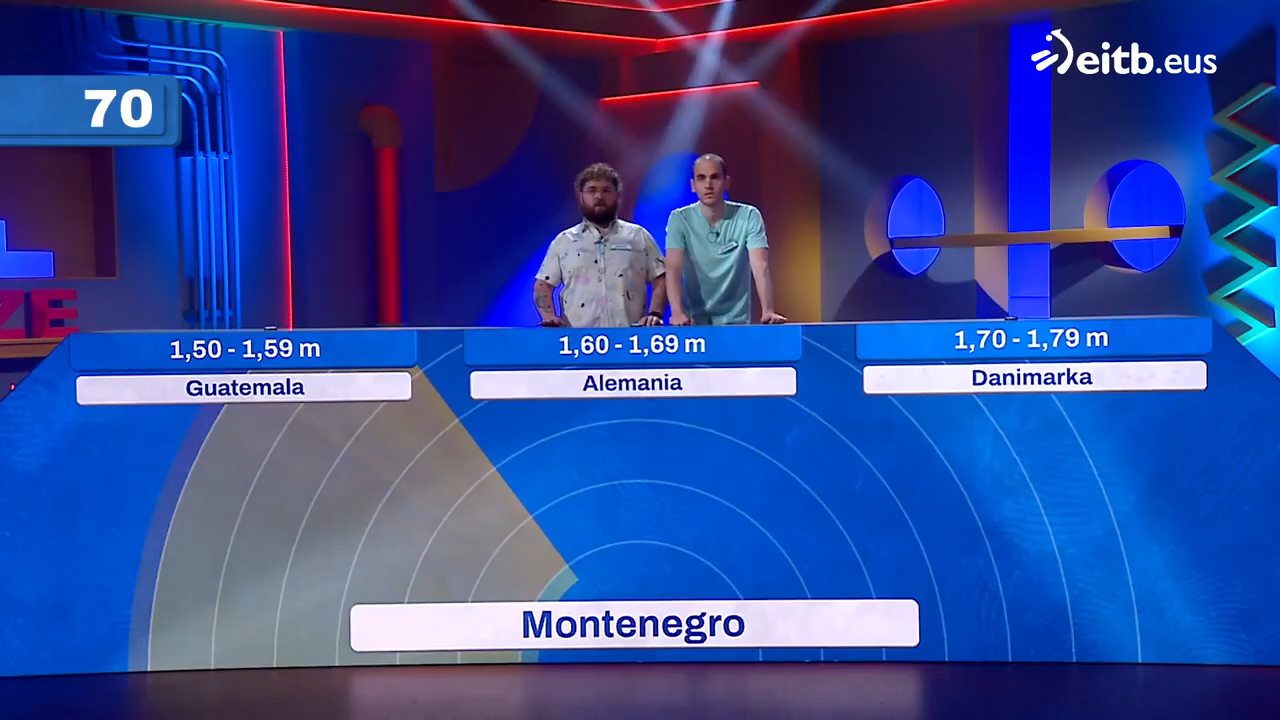 eitb.eus
70
ZE
1,50 - 1,59 m
1,60 - 1,69 m
1,70 - 1,79 m
Guatemala
Alemania
Danimarka
Montenegro